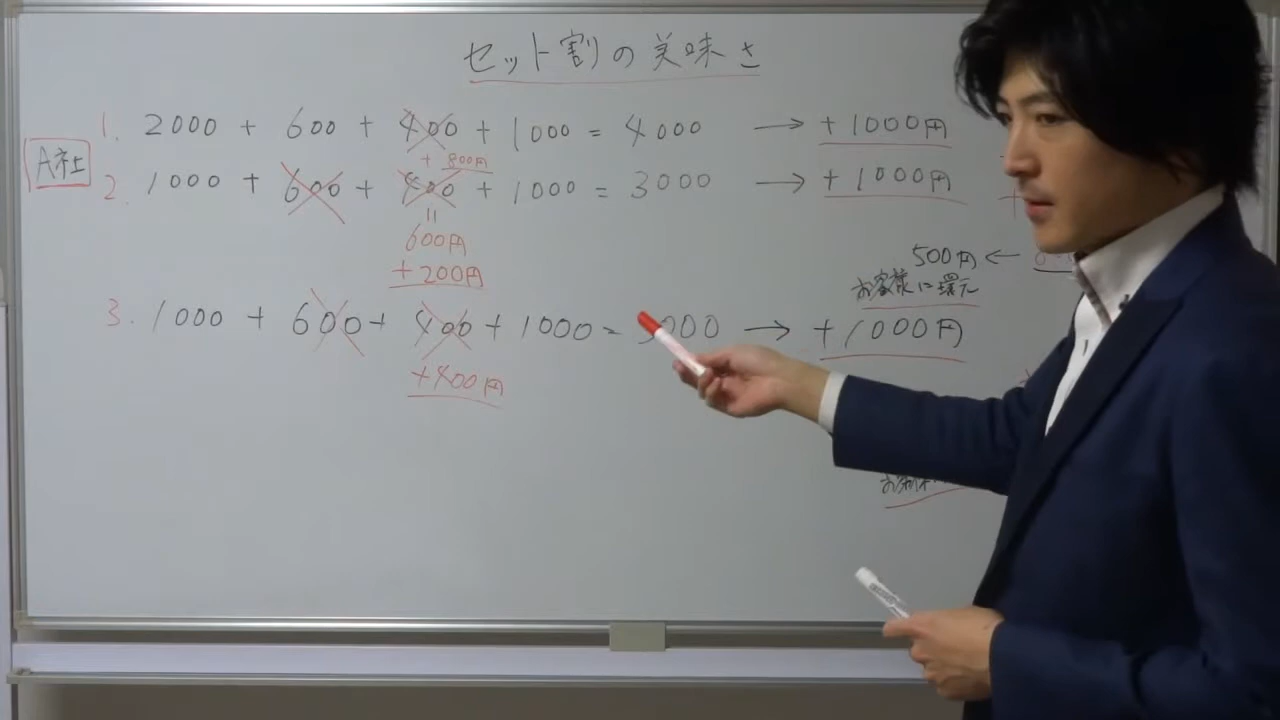 セット割の美味さ
A社
1. 2000 + 600 + 400 + 1000 = 4000 → +1000円
+ 800円
2. 1000 + 600 + 400 + 1000 = 3000 → +1000円
=
600円
+200円
500円 ←
お客様に還元
3. 1000 + 600 + 400 + 1000 = 3000 → +1000円
+400円